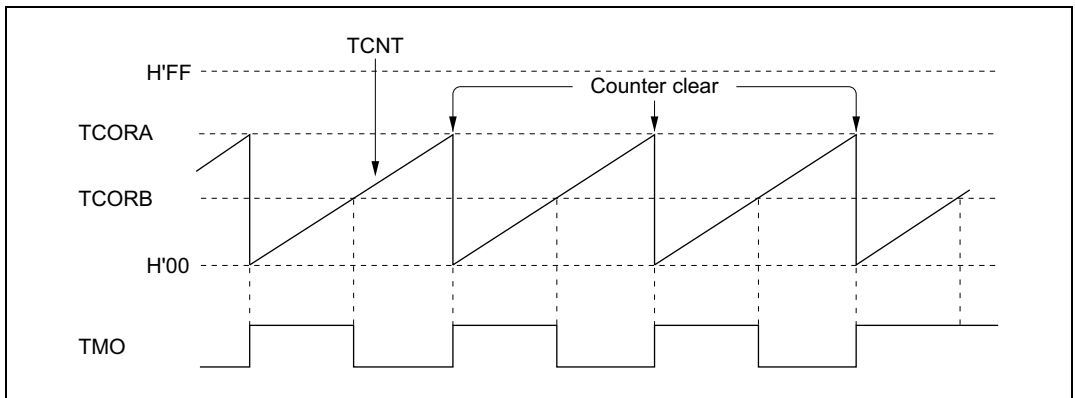 TCNT
H'FF
Counter clear
TCORA
TCORB
H'00
TMO